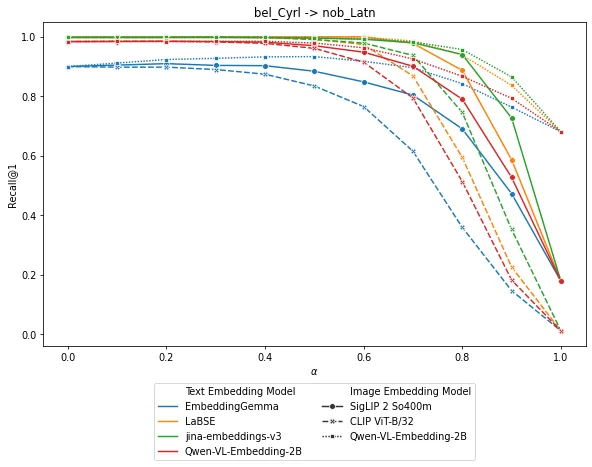 bel_Cyrl -> nob_Latn
1.0
0.8
0.6
0.4
0.2
0.0
Recall@1
0.0 0.2 0.4 0.6 0.8 1.0
α
Text Embedding Model
EmbeddingGemma
LaBSE
jina-embeddings-v3
Qwen-VL-Embedding-2B
Image Embedding Model
SigLIP 2 So400m
CLIP ViT-B/32
Qwen-VL-Embedding-2B